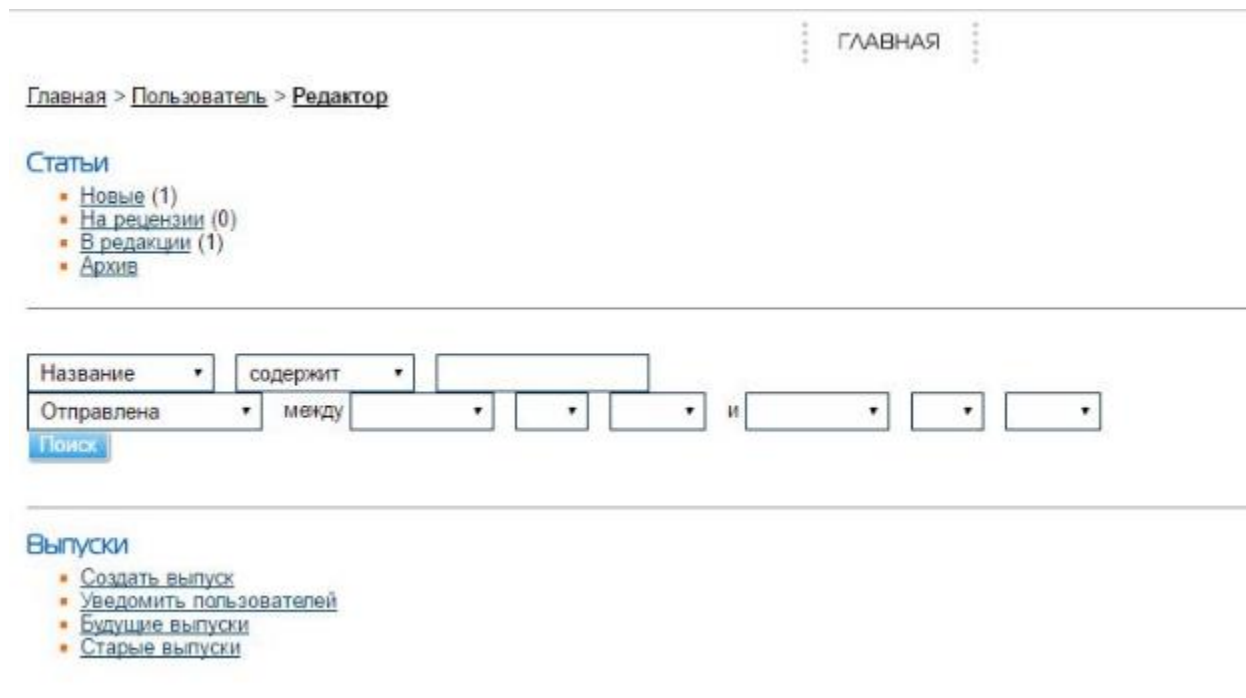 ГЛАВНАЯ
Главная > Пользователь > Редактор
Статьи
Новые (1)
На рецензии (0)
В редакции (1)
Архив
Название содержит
Отправлена между и
Поиск
Выпуски
Создать выпуск
Уведомить пользователей
Будущие выпуски
Старые выпуски